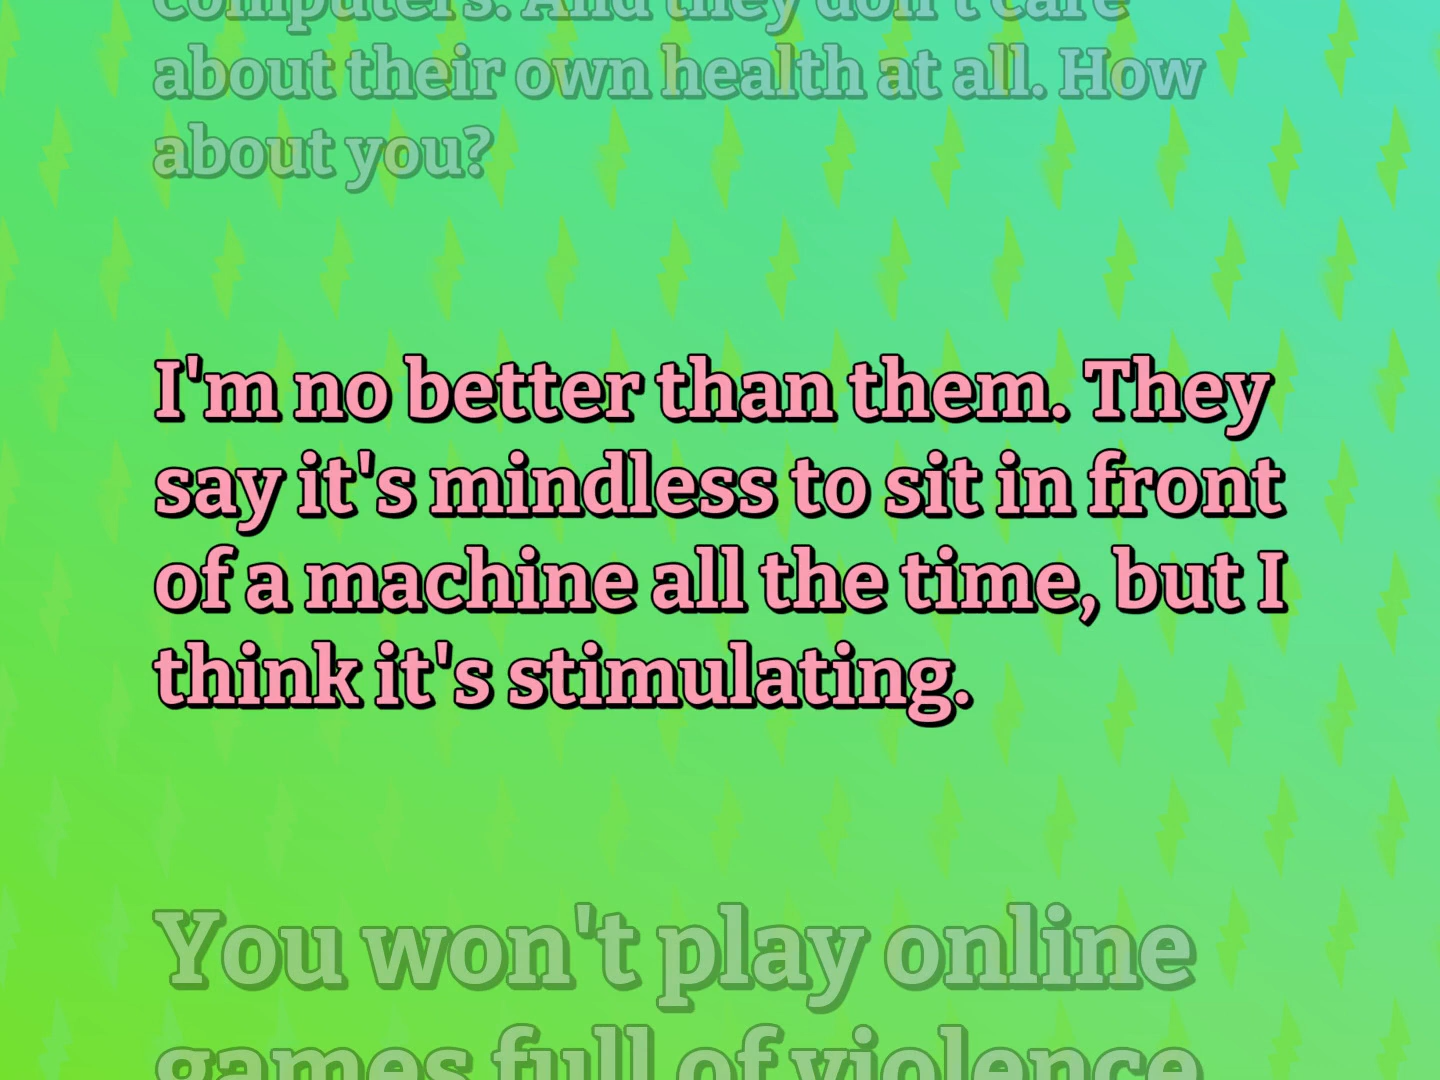 computers. And they don't care
about their own health at all. How
about you?
I'm no better than them. They
say it's mindless to sit in front
of a machine all the time, but I
think it's stimulating.
You won't play online
games full of violence